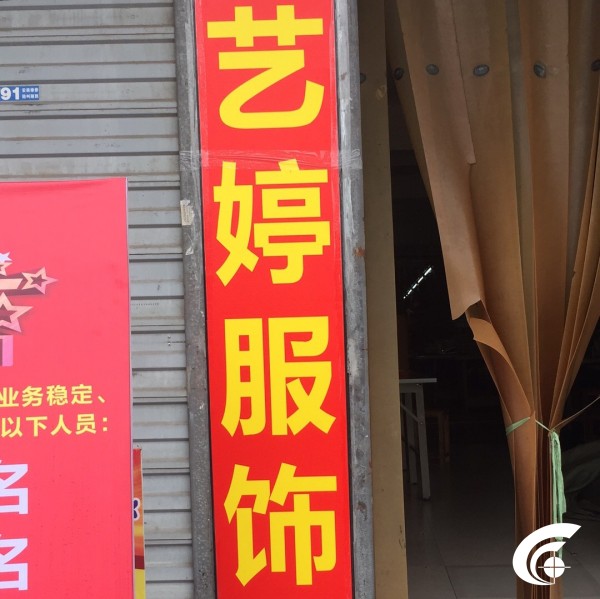 艺婷服饰
91
业务稳定、
以下人员：
名
名